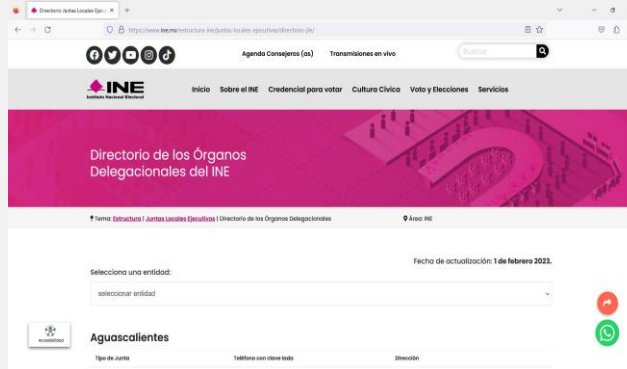 Directorio Juntas Locales Ejecu
https://www.ine.mx/estructura-ine/juntas-locales-ejecutivas/directorio-jle/
Agenda Consejeros (as) Transmisiones en vivo Buscar
INE
Instituto Nacional Electoral
Inicio Sobre el INE Credencial para votar Cultura Cívica Voto y Elecciones Servicios
Directorio de los Órganos
Delegacionales del INE
Tema: Estructura | Juntas Locales Ejecutivas | Directorio de los Órganos Delegacionales Área: INE
Fecha de actualización: 1 de febrero 2023.
Selecciona una entidad:
seleccionar entidad
Accesibilidad
Aguascalientes
Tipo de Junta Teléfono con clave lada Dirección